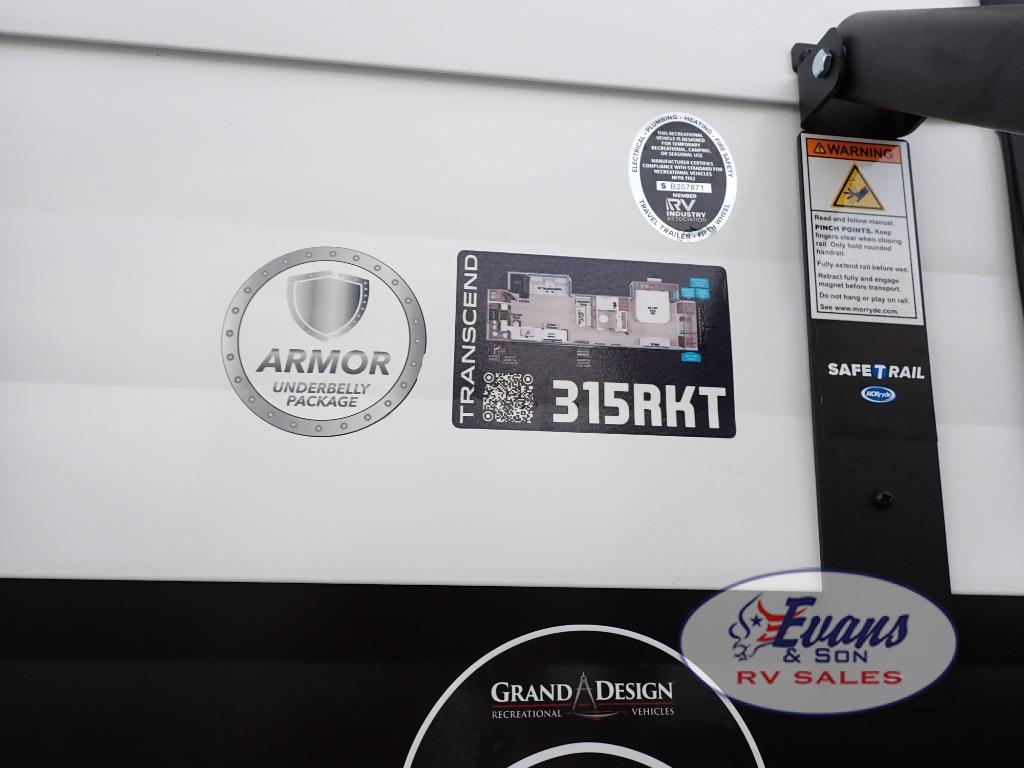 ELECTRICAL - PLUMBING - HEATING - FIRE SAFETY
THIS RECREATIONAL
VEHICLE IS DESIGNED
FOR TEMPORARY
RECREATIONAL, CAMPING,
OR SEASONAL USE
MANUFACTURER CERTIFIES
COMPLIANCE WITH STANDARD FOR
RECREATIONAL VEHICLES
NFPA 1192
S B207871
MEMBER
RV
INDUSTRY
ASSOCIATION
TRAVEL TRAILER - FIFTH WHEEL
WARNING
Read and follow manual.
PINCH POINTS. Keep
fingers clear when closing
rail. Only hold rounded
handrail.
Fully extend rail before use.
Retract fully and engage
magnet before transport.
Do not hang or play on rail.
See www.morryde.com.
SAFETRAIL
MORryde
ARMOR
UNDERBELLY
PACKAGE
TRANSCEND
315RKT
GRAND DESIGN
RECREATIONAL VEHICLES
Evans
& SON
RV SALES